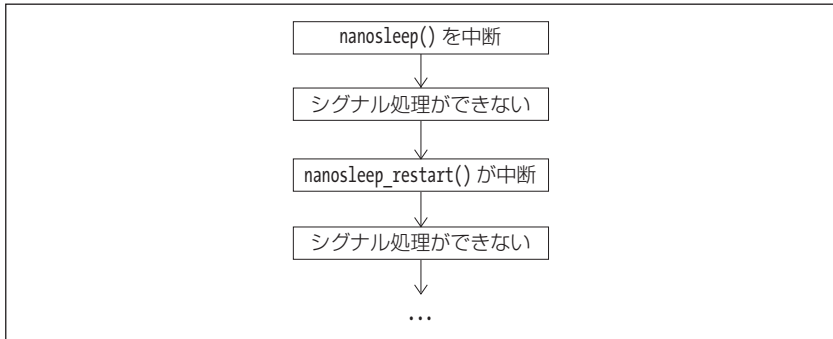 nanosleep() を中断
シグナル処理ができない
nanosleep_restart() が中断
シグナル処理ができない
...